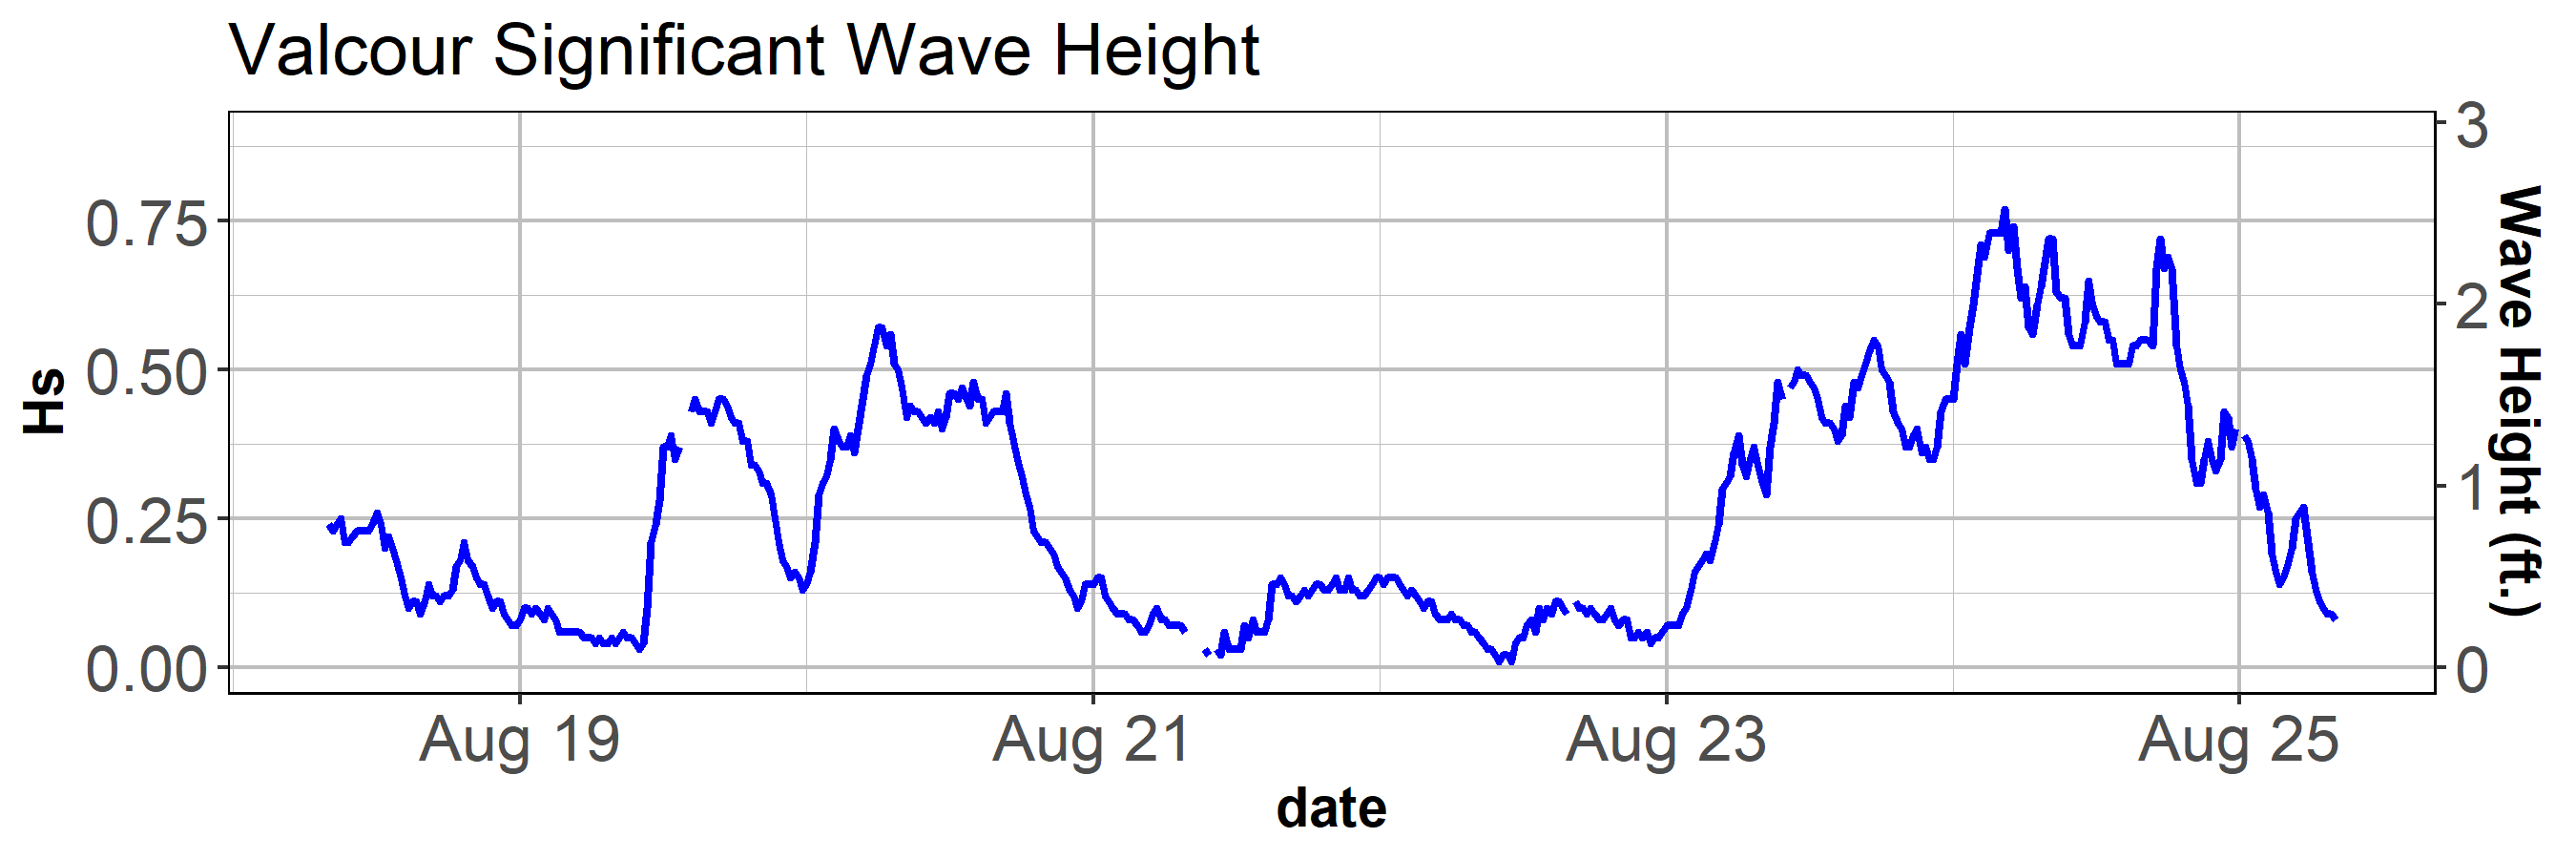 Valcour Significant Wave Height
Hs
0.75
0.50
0.25
0.00
3
2
1
0
Wave Height (ft.)
Aug 19
Aug 21
Aug 23
Aug 25
date